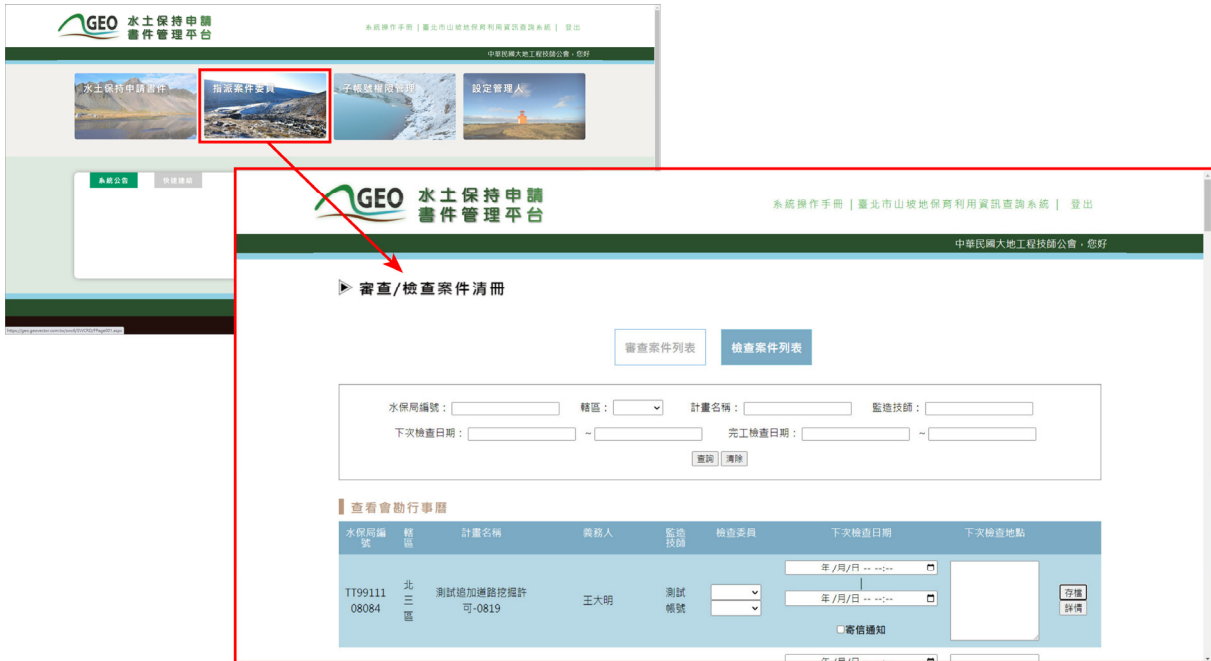 GEO 水土保持申請
書件管理平台
系統操作手冊 | 臺北市山坡地保育利用資訊查詢系統 | 登出
中華民國大地工程技師公會，您好
水土保持申請書件
指派案件委員
子帳號權限管理
設定管理人
系統公告
快速連結
GEO 水土保持申請
書件管理平台
系統操作手冊 | 臺北市山坡地保育利用資訊查詢系統 | 登出
中華民國大地工程技師公會，您好
審查/檢查案件清冊
審查案件列表 檢查案件列表
水保局編號： 轄區： 計畫名稱： 監造技師：
下次檢查日期： ~ 完工檢查日期： ~
查詢 清除
查看會勘行事曆
水保局編號 轄區 計畫名稱 義務人 監造技師 檢查委員 下次檢查日期 下次檢查地點
TT9911108084 北三區 測試追加道路挖掘許可-0819 王大明 測試帳號 年/月/日 -- --:-- | 年/月/日 -- --:-- 存檔 詳情
寄信通知
年/月/日 -- --:--